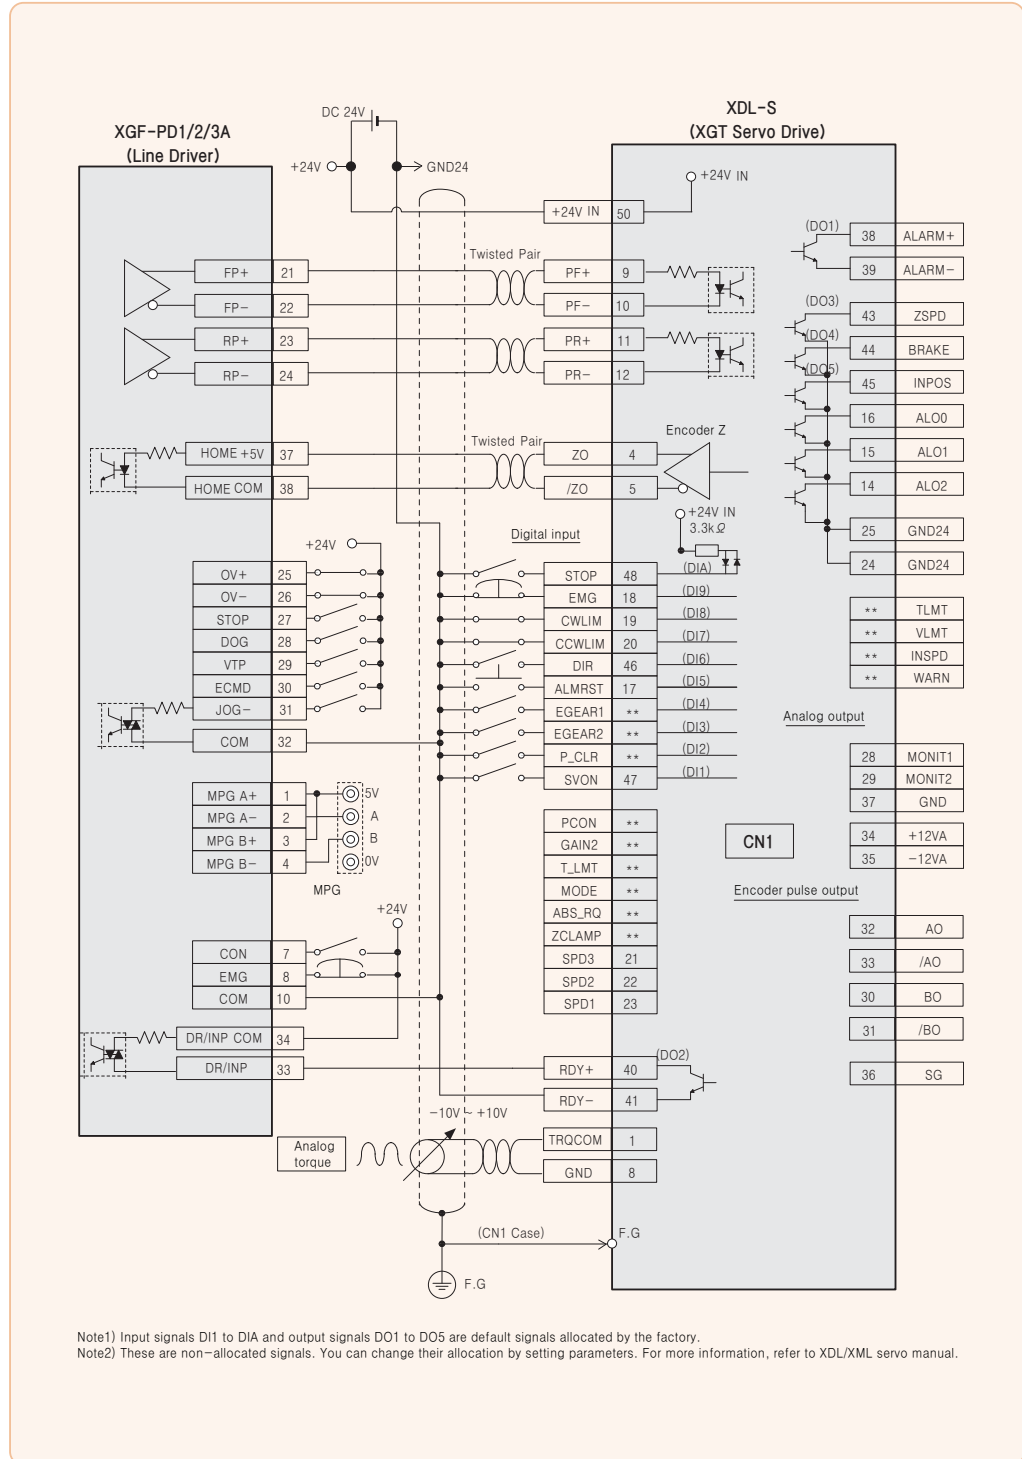 DC 24V
XDL-S
(XGT Servo Drive)
XGF-PD1/2/3A
(Line Driver)
+24V
GND24
+24V IN
+24V IN 50
(DO1)
38 ALARM+
39 ALARM-
Twisted Pair
FP+ 21
PF+ 9
FP- 22
PF- 10
RP+ 23
PR+ 11
RP- 24
PR- 12
(DO3)
43 ZSPD
(DO4)
44 BRAKE
(DO5)
45 INPOS
16 ALO0
15 ALO1
14 ALO2
25 GND24
24 GND24
Twisted Pair
Encoder Z
HOME +5V 37
ZO 4
HOME COM 38
/ZO 5
+24V IN
3.3kΩ
Digital input
+24V
OV+ 25
OV- 26
STOP 27
DOG 28
VTP 29
ECMD 30
JOG- 31
COM 32
STOP 48 (DIA)
EMG 18 (DI9)
CWLIM 19 (DI8)
CCWLIM 20 (DI7)
DIR 46 (DI6)
ALMRST 17 (DI5)
EGEAR1 ** (DI4)
EGEAR2 ** (DI3)
P_CLR ** (DI2)
SVON 47 (DI1)
** TLMT
** VLMT
** INSPD
** WARN
Analog output
28 MONIT1
29 MONIT2
37 GND
34 +12VA
35 -12VA
MPG A+ 1 5V
MPG A- 2 A
MPG B+ 3 B
MPG B- 4 0V
MPG
PCON **
GAIN2 **
T_LMT **
MODE **
ABS_RQ **
ZCLAMP **
SPD3 21
SPD2 22
SPD1 23
CN1
Encoder pulse output
32 AO
33 /AO
30 BO
31 /BO
36 SG
+24V
CON 7
EMG 8
COM 10
DR/INP COM 34
DR/INP 33
RDY+ 40 (DO2)
RDY- 41
-10V ~ +10V
Analog
torque
TRQCOM 1
GND 8
(CN1 Case)
F.G
F.G
Note1) Input signals DI1 to DIA and output signals DO1 to DO5 are default signals allocated by the factory.
Note2) These are non-allocated signals. You can change their allocation by setting parameters. For more information, refer to XDL/XML servo manual.